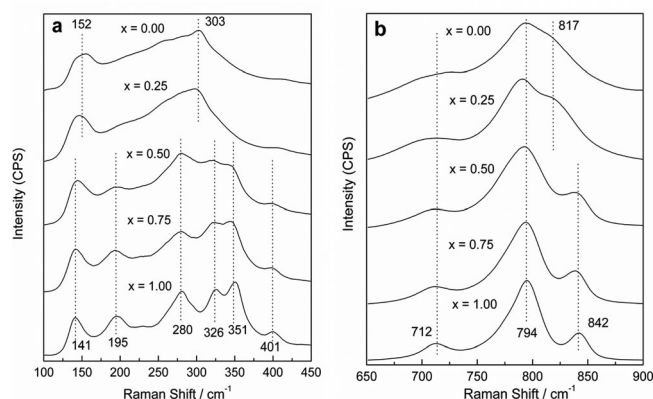 a
152
303
x = 0.00
x = 0.25
x = 0.50
x = 0.75
x = 1.00
141
195
280
326
351
401
Intensity (CPS)
100 150 200 250 300 350 400 450
Raman Shift / cm⁻¹
b
817
x = 0.00
x = 0.25
x = 0.50
x = 0.75
x = 1.00
712
794
842
Intensity (CPS)
650 700 750 800 850 900
Raman Shift / cm⁻¹